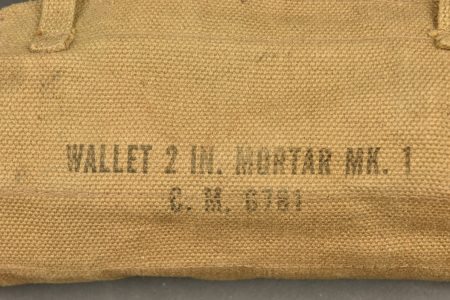 WALLET 2 IN. MORTAR MK. 1
C. M. 6781